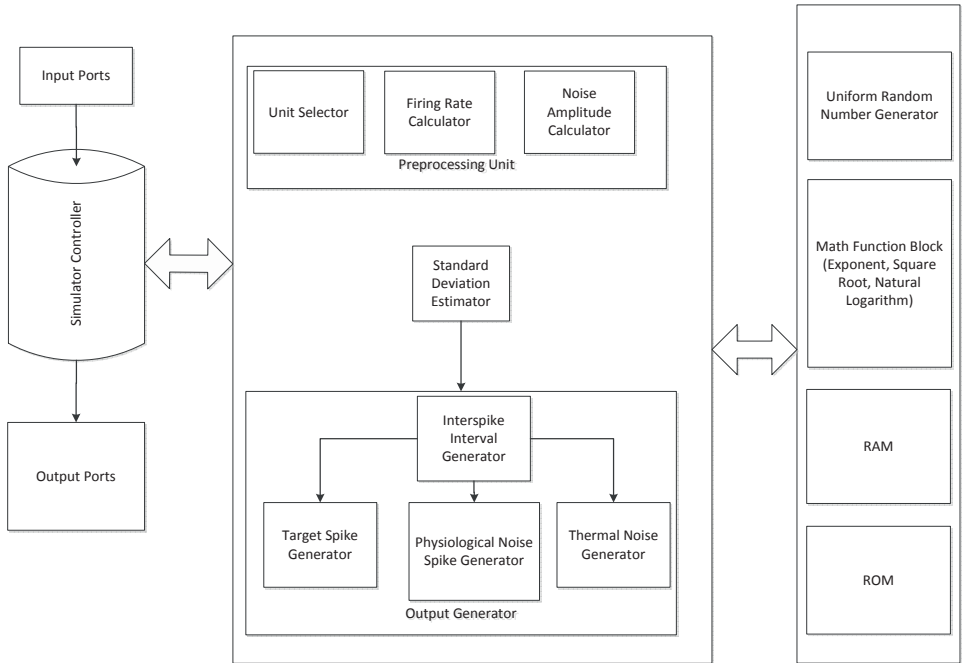 Input Ports
Simulator Controller
Output Ports
Unit Selector
Firing Rate
Calculator
Noise
Amplitude
Calculator
Preprocessing Unit
Standard
Deviation
Estimator
Interspike
Interval
Generator
Target Spike
Generator
Physiological Noise
Spike Generator
Thermal Noise
Generator
Output Generator
Uniform Random
Number Generator
Math Function Block
(Exponent, Square
Root, Natural
Logarithm)
RAM
ROM